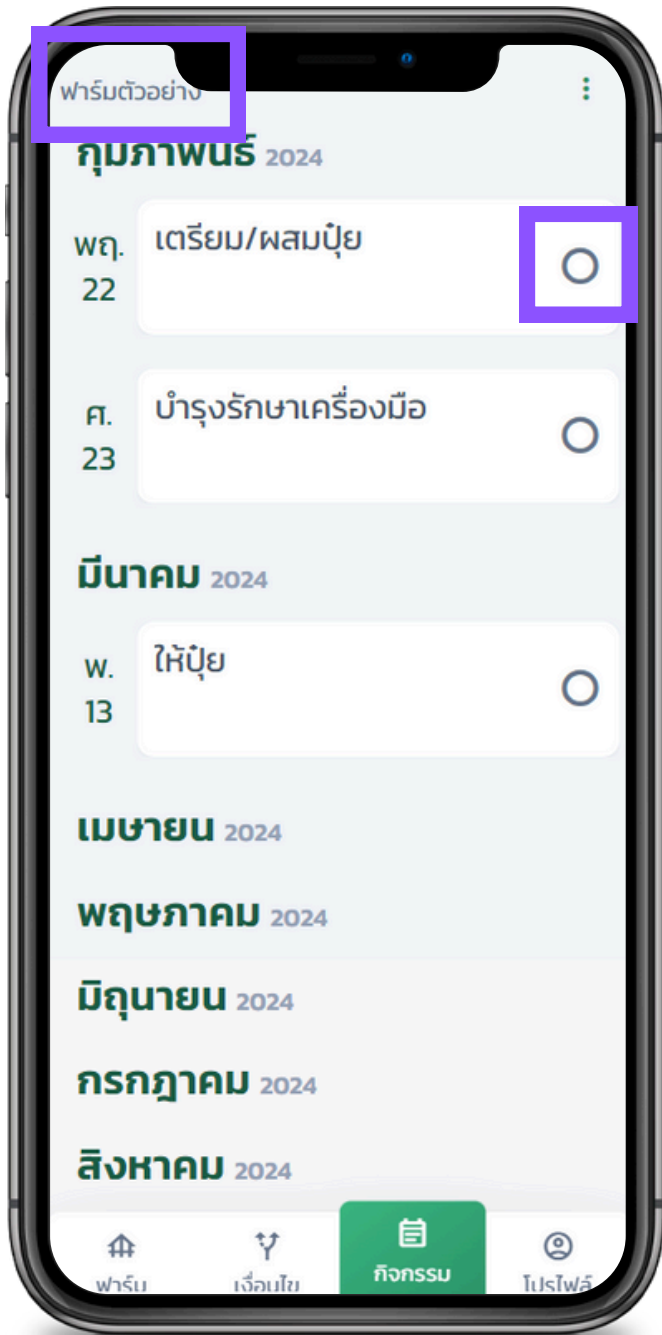 ฟาร์มตัวอย่าง
กุมภาพันธ์ 2024
พฤ. เตรียม/ผสมปุ๋ย
22
ศ. บำรุงรักษาเครื่องมือ
23
มีนาคม 2024
พ. ให้ปุ๋ย
13
เมษายน 2024
พฤษภาคม 2024
มิถุนายน 2024
กรกฎาคม 2024
สิงหาคม 2024
ฟาร์ม เงื่อนไข กิจกรรม โปรไฟล์